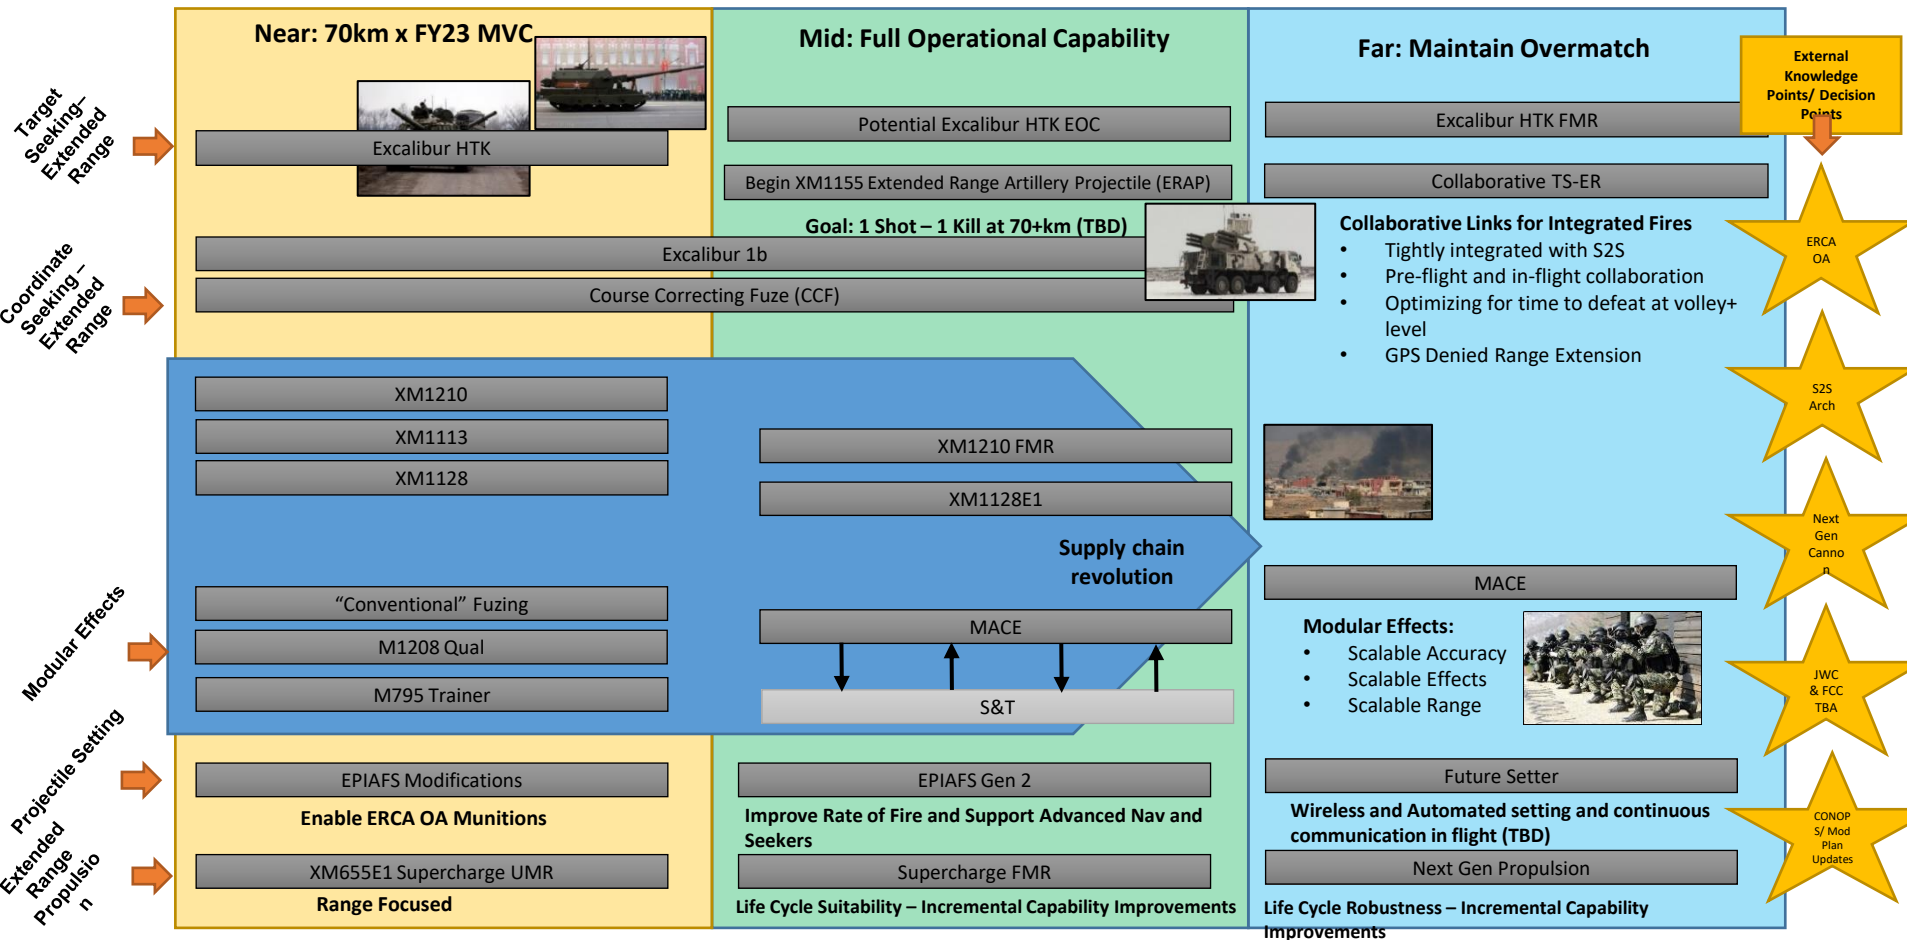 Near: 70km x FY23 MVC
Mid: Full Operational Capability
Far: Maintain Overmatch
External
Knowledge
Points/ Decision
Points
Target
Seeking–
Extended
Range
Excalibur HTK
Potential Excalibur HTK EOC
Excalibur HTK FMR
Begin XM1155 Extended Range Artillery Projectile (ERAP)
Collaborative TS-ER
Goal: 1 Shot – 1 Kill at 70+km (TBD)
Collaborative Links for Integrated Fires
• Tightly integrated with S2S
• Pre-flight and in-flight collaboration
• Optimizing for time to defeat at volley+
level
• GPS Denied Range Extension
ERCA
OA
Coordinate
Seeking –
Extended
Range
Excalibur 1b
Course Correcting Fuze (CCF)
XM1210
XM1113
XM1128
XM1210 FMR
XM1128E1
S2S
Arch
Supply chain
revolution
Next
Gen
Canno
n
Modular Effects
"Conventional” Fuzing
M1208 Qual
M795 Trainer
MACE
S&T
MACE
Modular Effects:
• Scalable Accuracy
• Scalable Effects
• Scalable Range
JWC
& FCC
TBA
Projectile Setting
EPIAFS Modifications
Enable ERCA OA Munitions
EPIAFS Gen 2
Improve Rate of Fire and Support Advanced Nav and
Seekers
Future Setter
Wireless and Automated setting and continuous
communication in flight (TBD)
CONOP
S/ Mod
Plan
Updates
Extended
Range
Propulsio
n
XM655E1 Supercharge UMR
Range Focused
Supercharge FMR
Life Cycle Suitability – Incremental Capability Improvements
Next Gen Propulsion
Life Cycle Robustness – Incremental Capability
Improvements